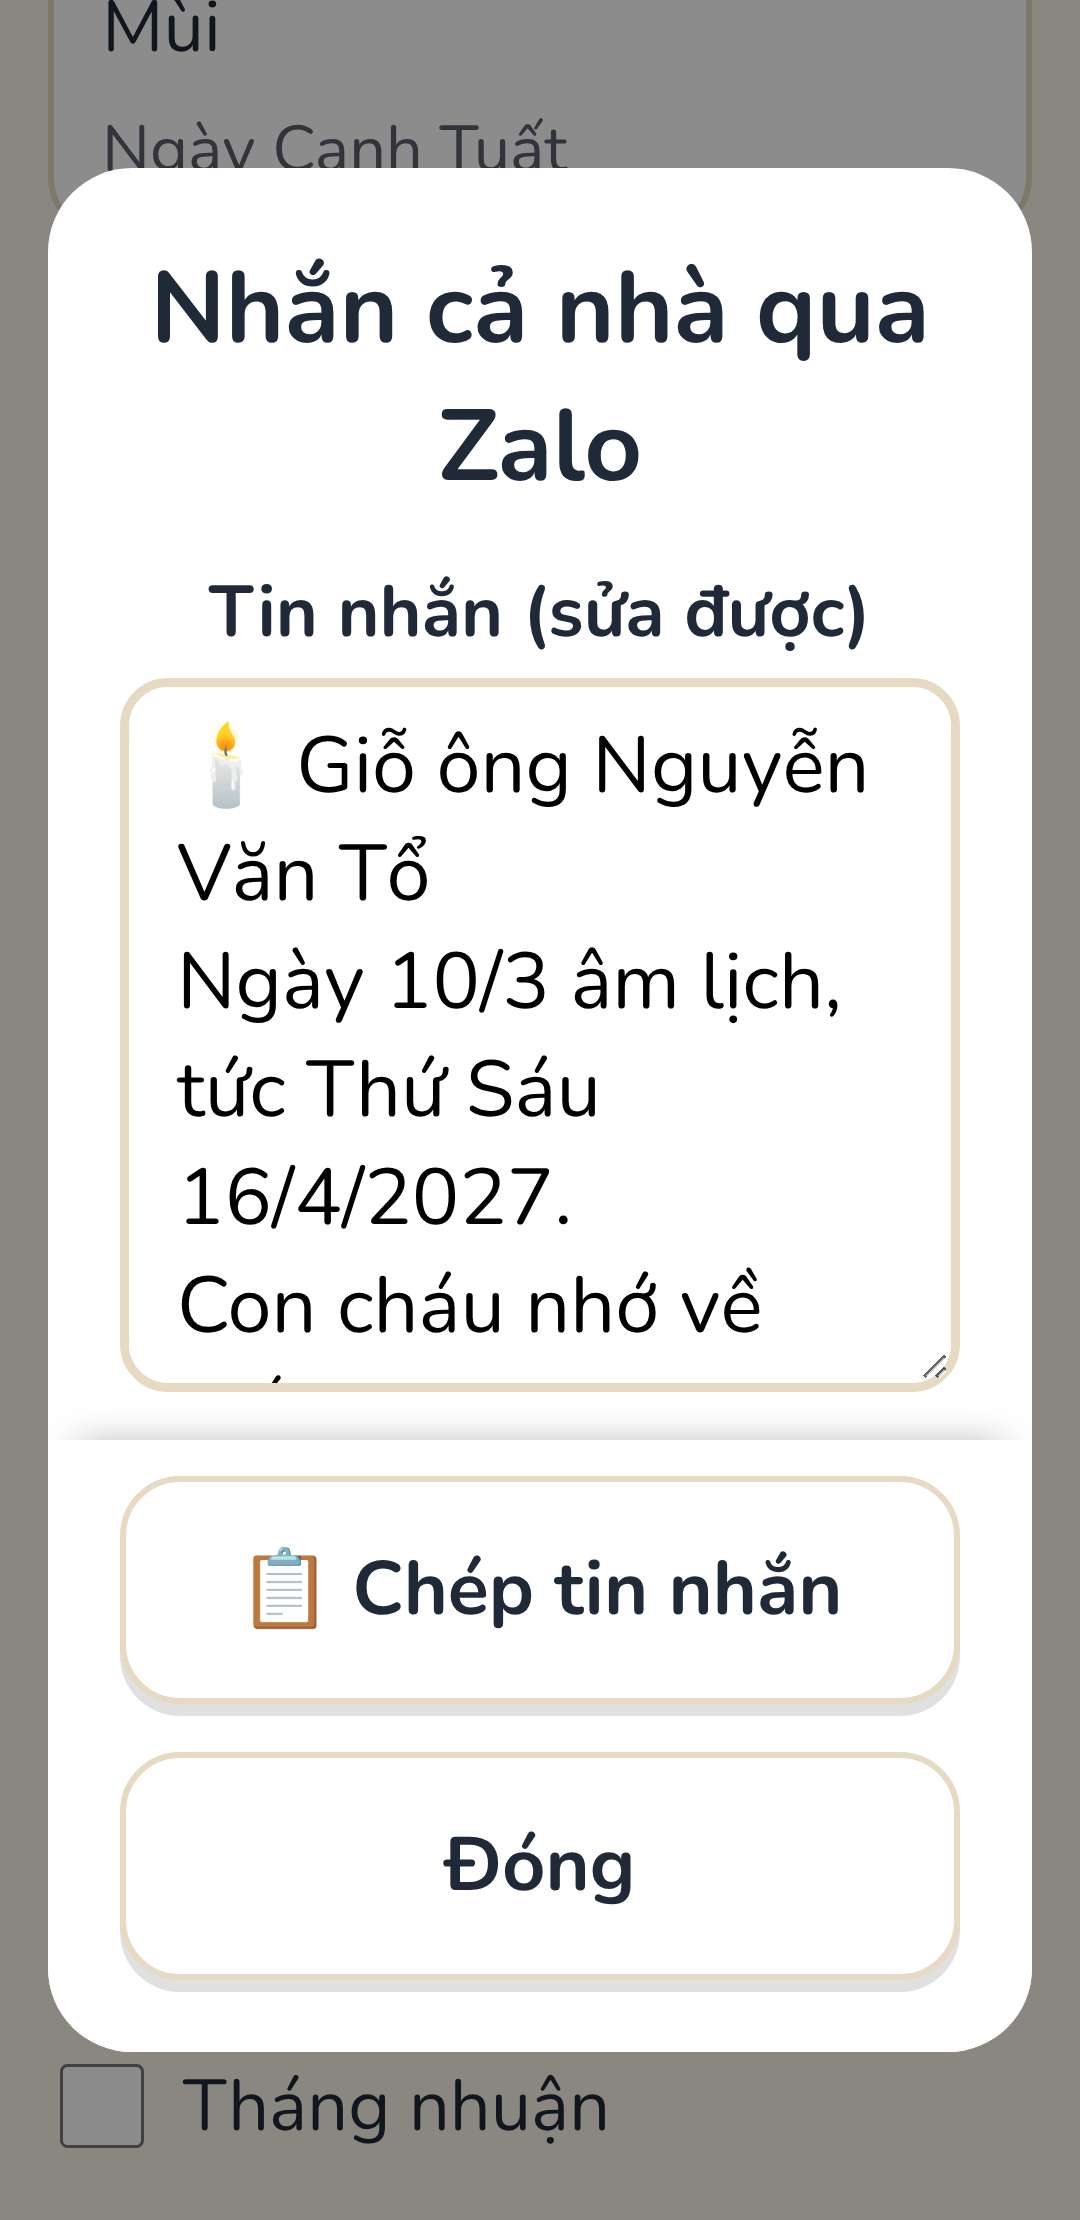 Mùi
Ngày Canh Tuất
Nhắn cả nhà qua
Zalo
Tin nhắn (sửa được)
🕯️ Giỗ ông Nguyễn
Văn Tổ
Ngày 10/3 âm lịch,
tức Thứ Sáu
16/4/2027.
Con cháu nhớ về
📋 Chép tin nhắn
Đóng
Tháng nhuận